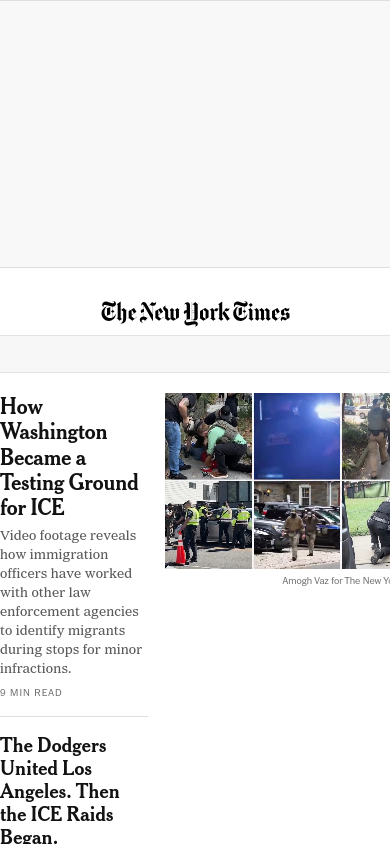 The New York Times
How
Washington
Became a
Testing Ground
for ICE
Video footage reveals
how immigration
officers have worked
with other law
enforcement agencies
to identify migrants
during stops for minor
infractions.
9 MIN READ
Amogh Vaz for The New Yo
The Dodgers
United Los
Angeles. Then
the ICE Raids
Began.